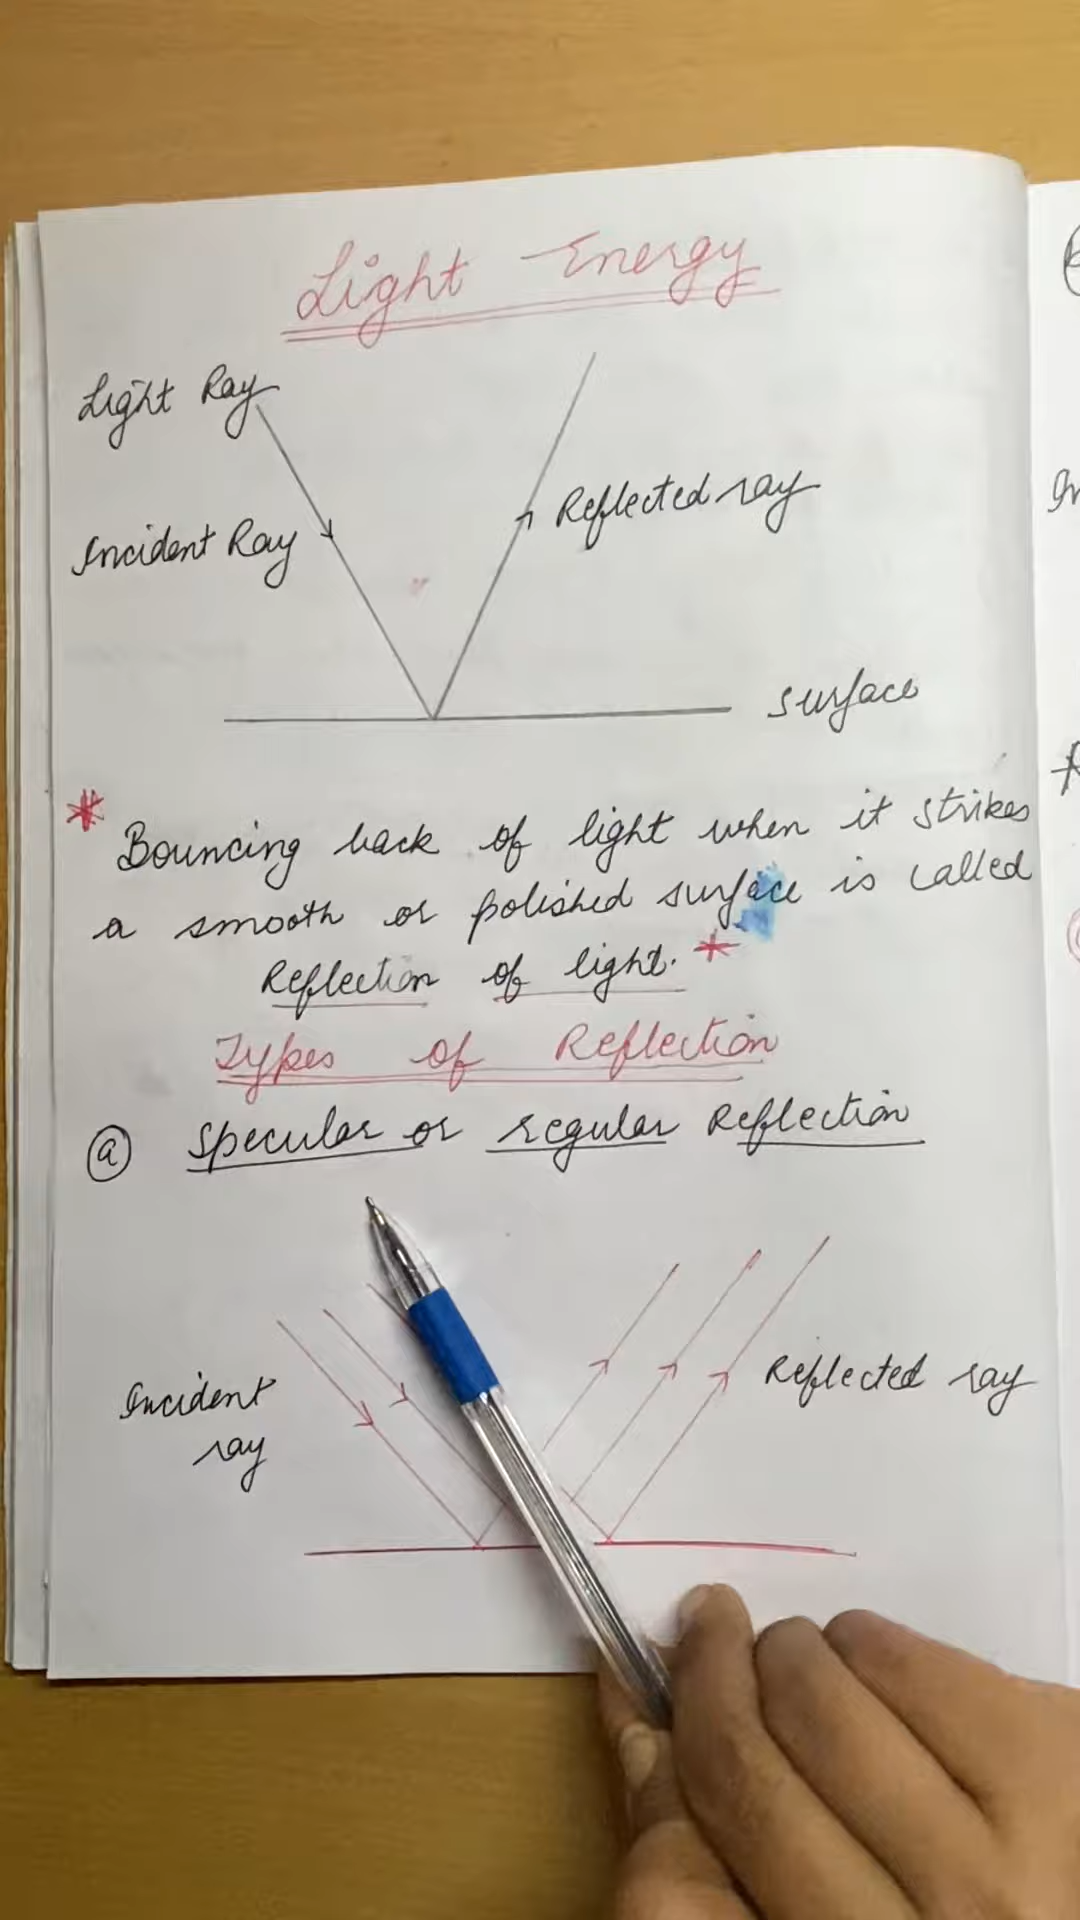 Light Energy
Light Ray
Incident Ray
Reflected ray
surface
* Bouncing back of light when it strikes
a smooth or polished surface is called
Reflection of light. *
Types of Reflection
(a) Specular or regular Reflection
Incident
ray
Reflected ray